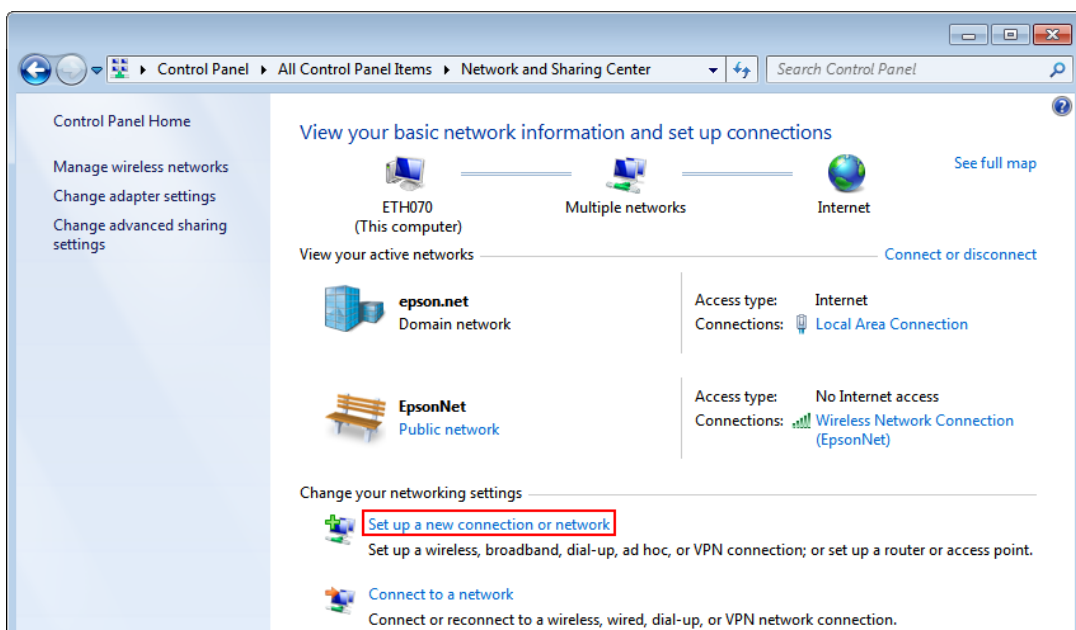 Control Panel ▸ All Control Panel Items ▸ Network and Sharing Center
Search Control Panel
Control Panel Home
Manage wireless networks
Change adapter settings
Change advanced sharing
settings
View your basic network information and set up connections
See full map
ETH070
(This computer)
Multiple networks
Internet
View your active networks
Connect or disconnect
epson.net
Domain network
Access type: Internet
Connections: Local Area Connection
EpsonNet
Public network
Access type: No Internet access
Connections: Wireless Network Connection
(EpsonNet)
Change your networking settings
Set up a new connection or network
Set up a wireless, broadband, dial-up, ad hoc, or VPN connection; or set up a router or access point.
Connect to a network
Connect or reconnect to a wireless, wired, dial-up, or VPN network connection.